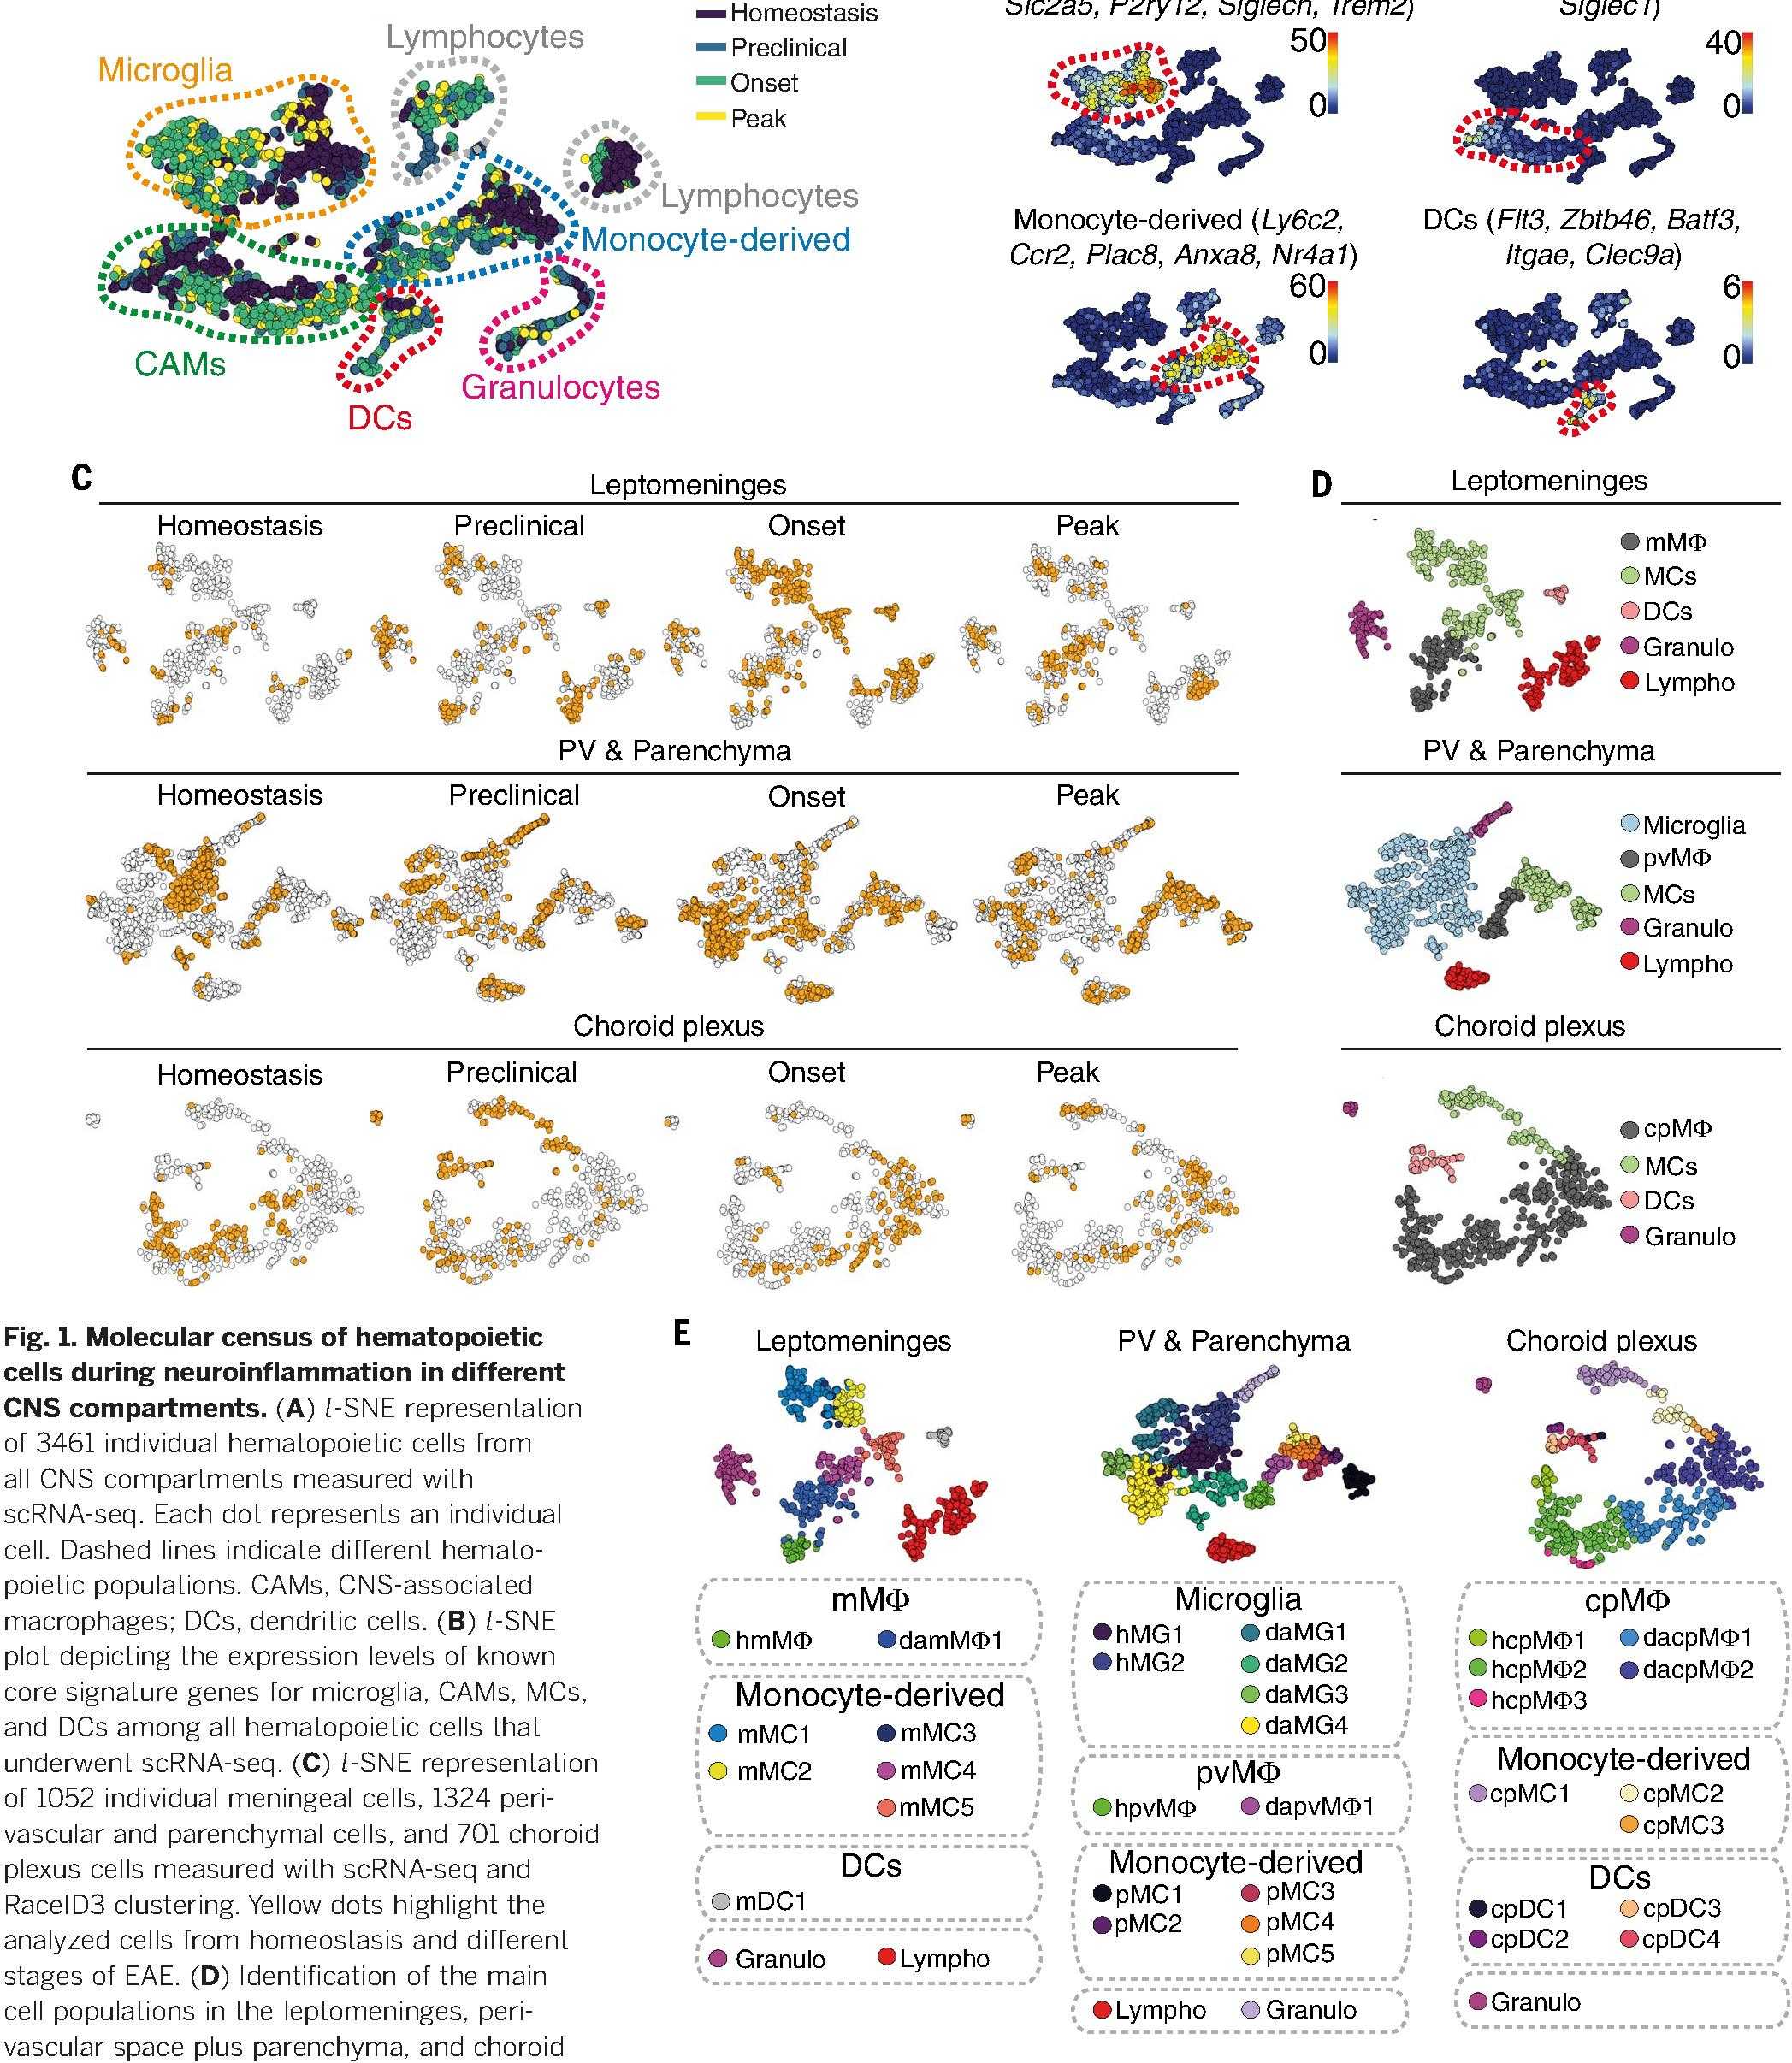 Slc2a5, P2ry12, Siglech, Trem2)
Siglec1)
Homeostasis
Preclinical
Onset
Peak
Microglia
Lymphocytes
Lymphocytes
Monocyte-derived
CAMs
DCs
Granulocytes
50
0
40
0
Monocyte-derived (Ly6c2,
Ccr2, Plac8, Anxa8, Nr4a1)
60
0
DCs (Flt3, Zbtb46, Batf3,
Itgae, Clec9a)
6
0
C
Leptomeninges
Homeostasis
Preclinical
Onset
Peak
PV & Parenchyma
Homeostasis
Preclinical
Onset
Peak
Choroid plexus
Homeostasis
Preclinical
Onset
Peak
D
Leptomeninges
mMΦ
MCs
DCs
Granulo
Lympho
PV & Parenchyma
Microglia
pvMΦ
MCs
Granulo
Lympho
Choroid plexus
cpMΦ
MCs
DCs
Granulo
Fig. 1. Molecular census of hematopoietic
cells during neuroinflammation in different
CNS compartments. (A) t-SNE representation
of 3461 individual hematopoietic cells from
all CNS compartments measured with
scRNA-seq. Each dot represents an individual
cell. Dashed lines indicate different hemato-
poietic populations. CAMs, CNS-associated
macrophages; DCs, dendritic cells. (B) t-SNE
plot depicting the expression levels of known
core signature genes for microglia, CAMs, MCs,
and DCs among all hematopoietic cells that
underwent scRNA-seq. (C) t-SNE representation
of 1052 individual meningeal cells, 1324 peri-
vascular and parenchymal cells, and 701 choroid
plexus cells measured with scRNA-seq and
RaceID3 clustering. Yellow dots highlight the
analyzed cells from homeostasis and different
stages of EAE. (D) Identification of the main
cell populations in the leptomeninges, peri-
vascular space plus parenchyma, and choroid
E
Leptomeninges
mMΦ
hmMΦ
damMΦ1
Monocyte-derived
mMC1
mMC3
mMC2
mMC4
mMC5
DCs
mDC1
Granulo
Lympho
PV & Parenchyma
Microglia
hMG1
daMG1
hMG2
daMG2
daMG3
daMG4
pvMΦ
hpvMΦ
dapvMΦ1
Monocyte-derived
pMC1
pMC3
pMC2
pMC4
pMC5
Lympho
Granulo
Choroid plexus
cpMΦ
hcpMΦ1
dacpMΦ1
hcpMΦ2
dacpMΦ2
hcpMΦ3
Monocyte-derived
cpMC1
cpMC2
cpMC3
DCs
cpDC1
cpDC3
cpDC2
cpDC4
Granulo